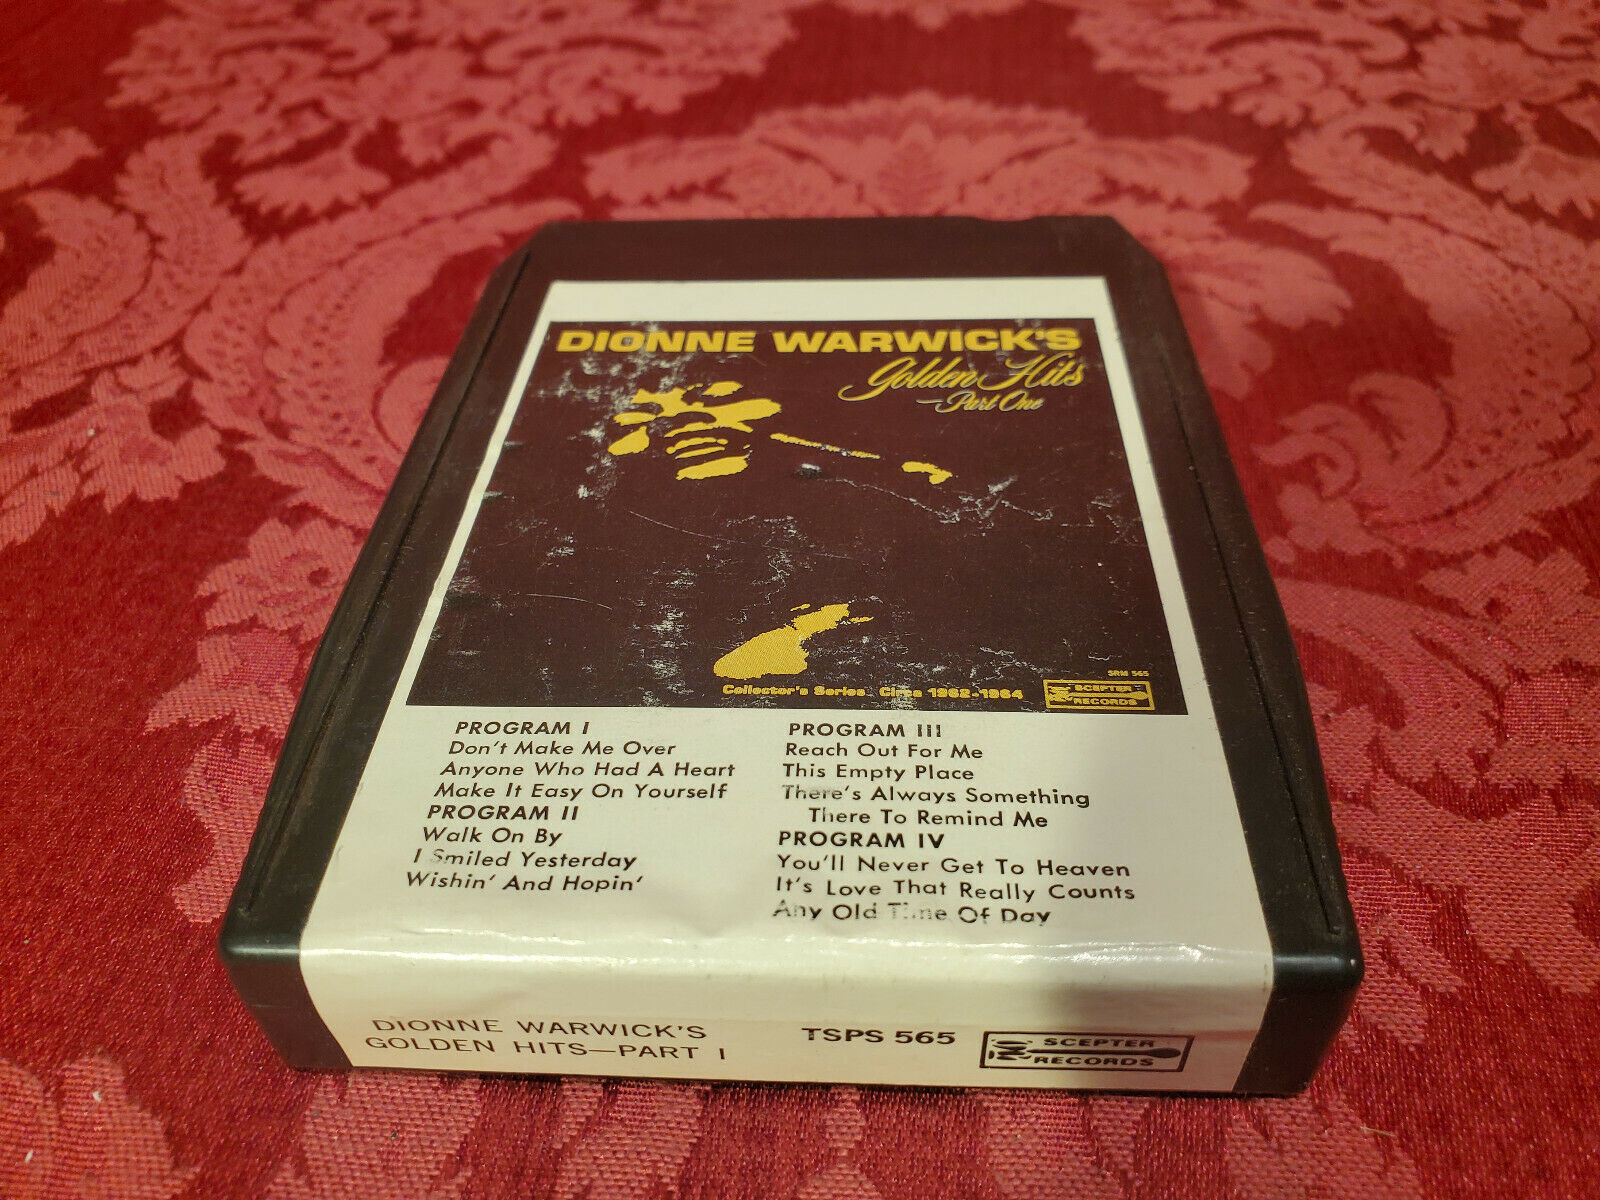 DIONNE WARWICK'S
Golden Hits
—Part One
SRM 565
Collector's Series Circa 1962-1964
SCEPTER
RECORDS
PROGRAM I
Don't Make Me Over
Anyone Who Had A Heart
Make It Easy On Yourself
PROGRAM II
Walk On By
I Smiled Yesterday
Wishin' And Hopin'
PROGRAM III
Reach Out For Me
This Empty Place
There's Always Something
There To Remind Me
PROGRAM IV
You'll Never Get To Heaven
It's Love That Really Counts
Any Old Time Of Day
DIONNE WARWICK'S
GOLDEN HITS—PART I
TSPS 565
SCEPTER
RECORDS